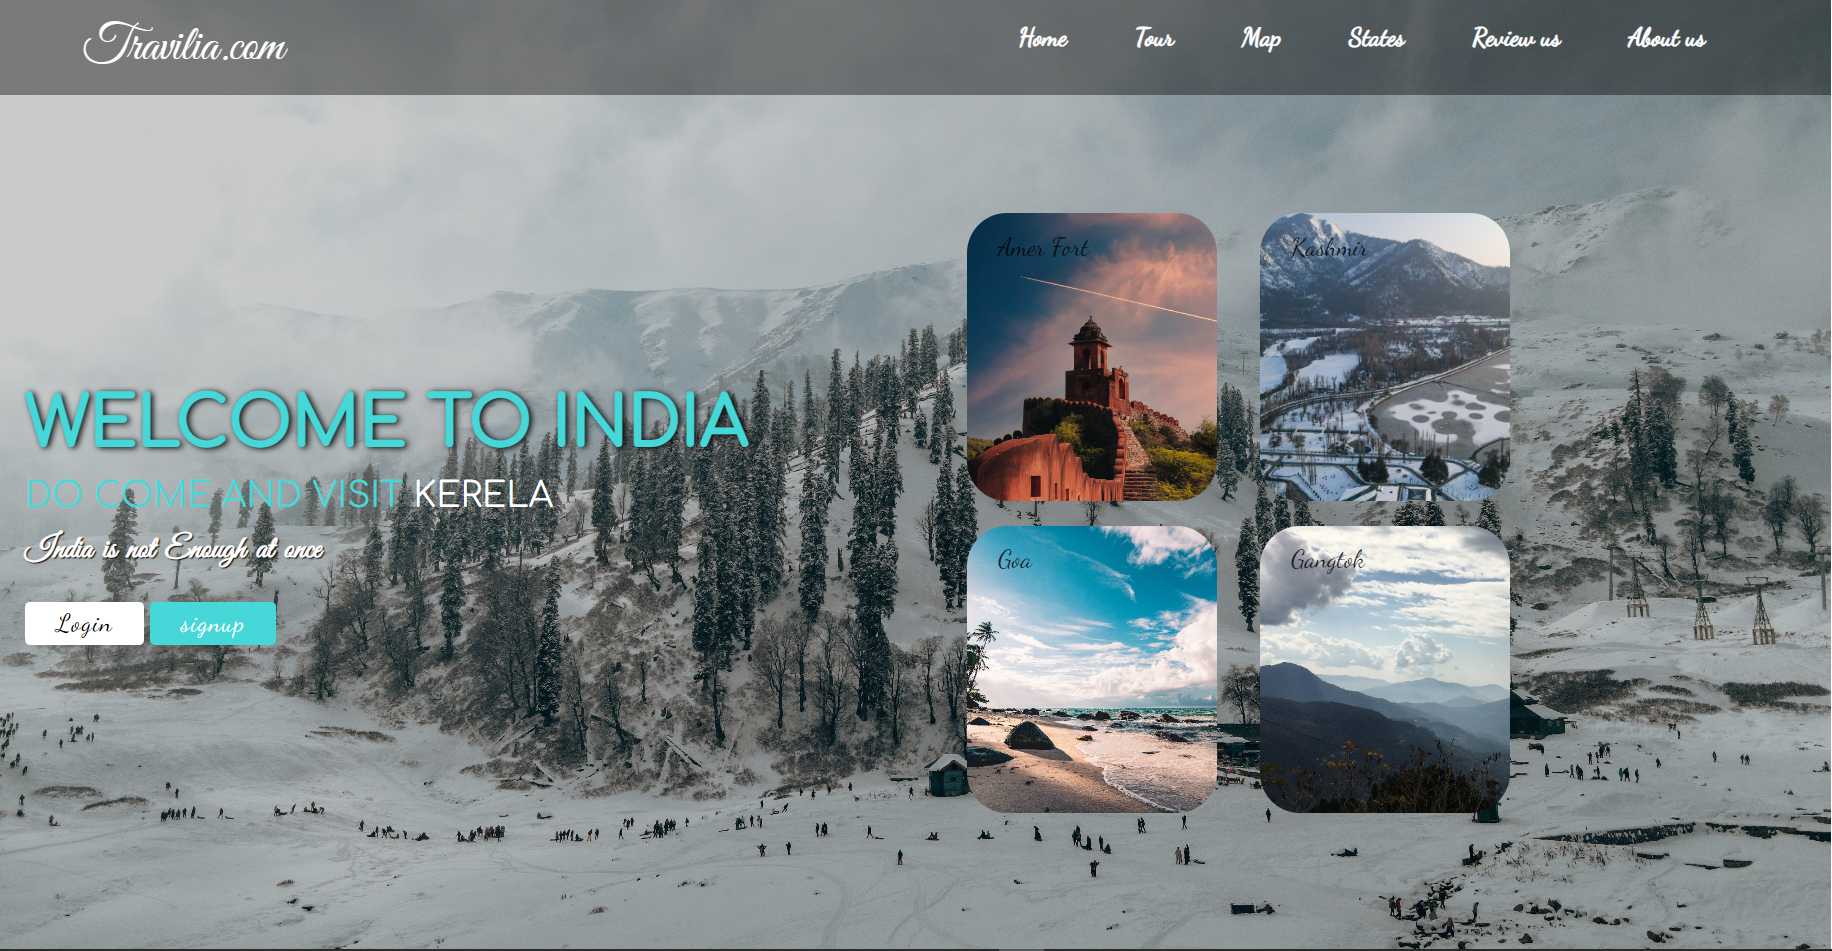 Travilia.com
Home Tour Map States Review us About us
Amer Fort
Kashmir
WELCOME TO INDIA
DO COME AND VISIT KERELA
India is not Enough at once
Login signup
Goa
Gangtok